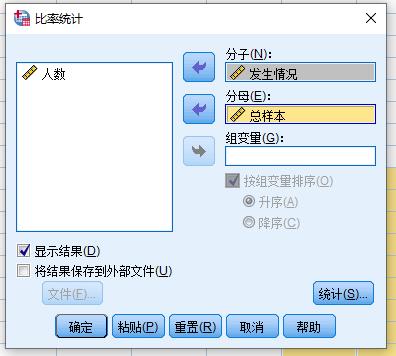 比率统计
分子(N):
人数
发生情况
分母(E):
总样本
组变量(G):
按组变量排序(O)
升序(A)
降序(C)
显示结果(D)
将结果保存到外部文件(U)
文件(F)...
统计(S)...
确定
粘贴(P)
重置(R)
取消
帮助